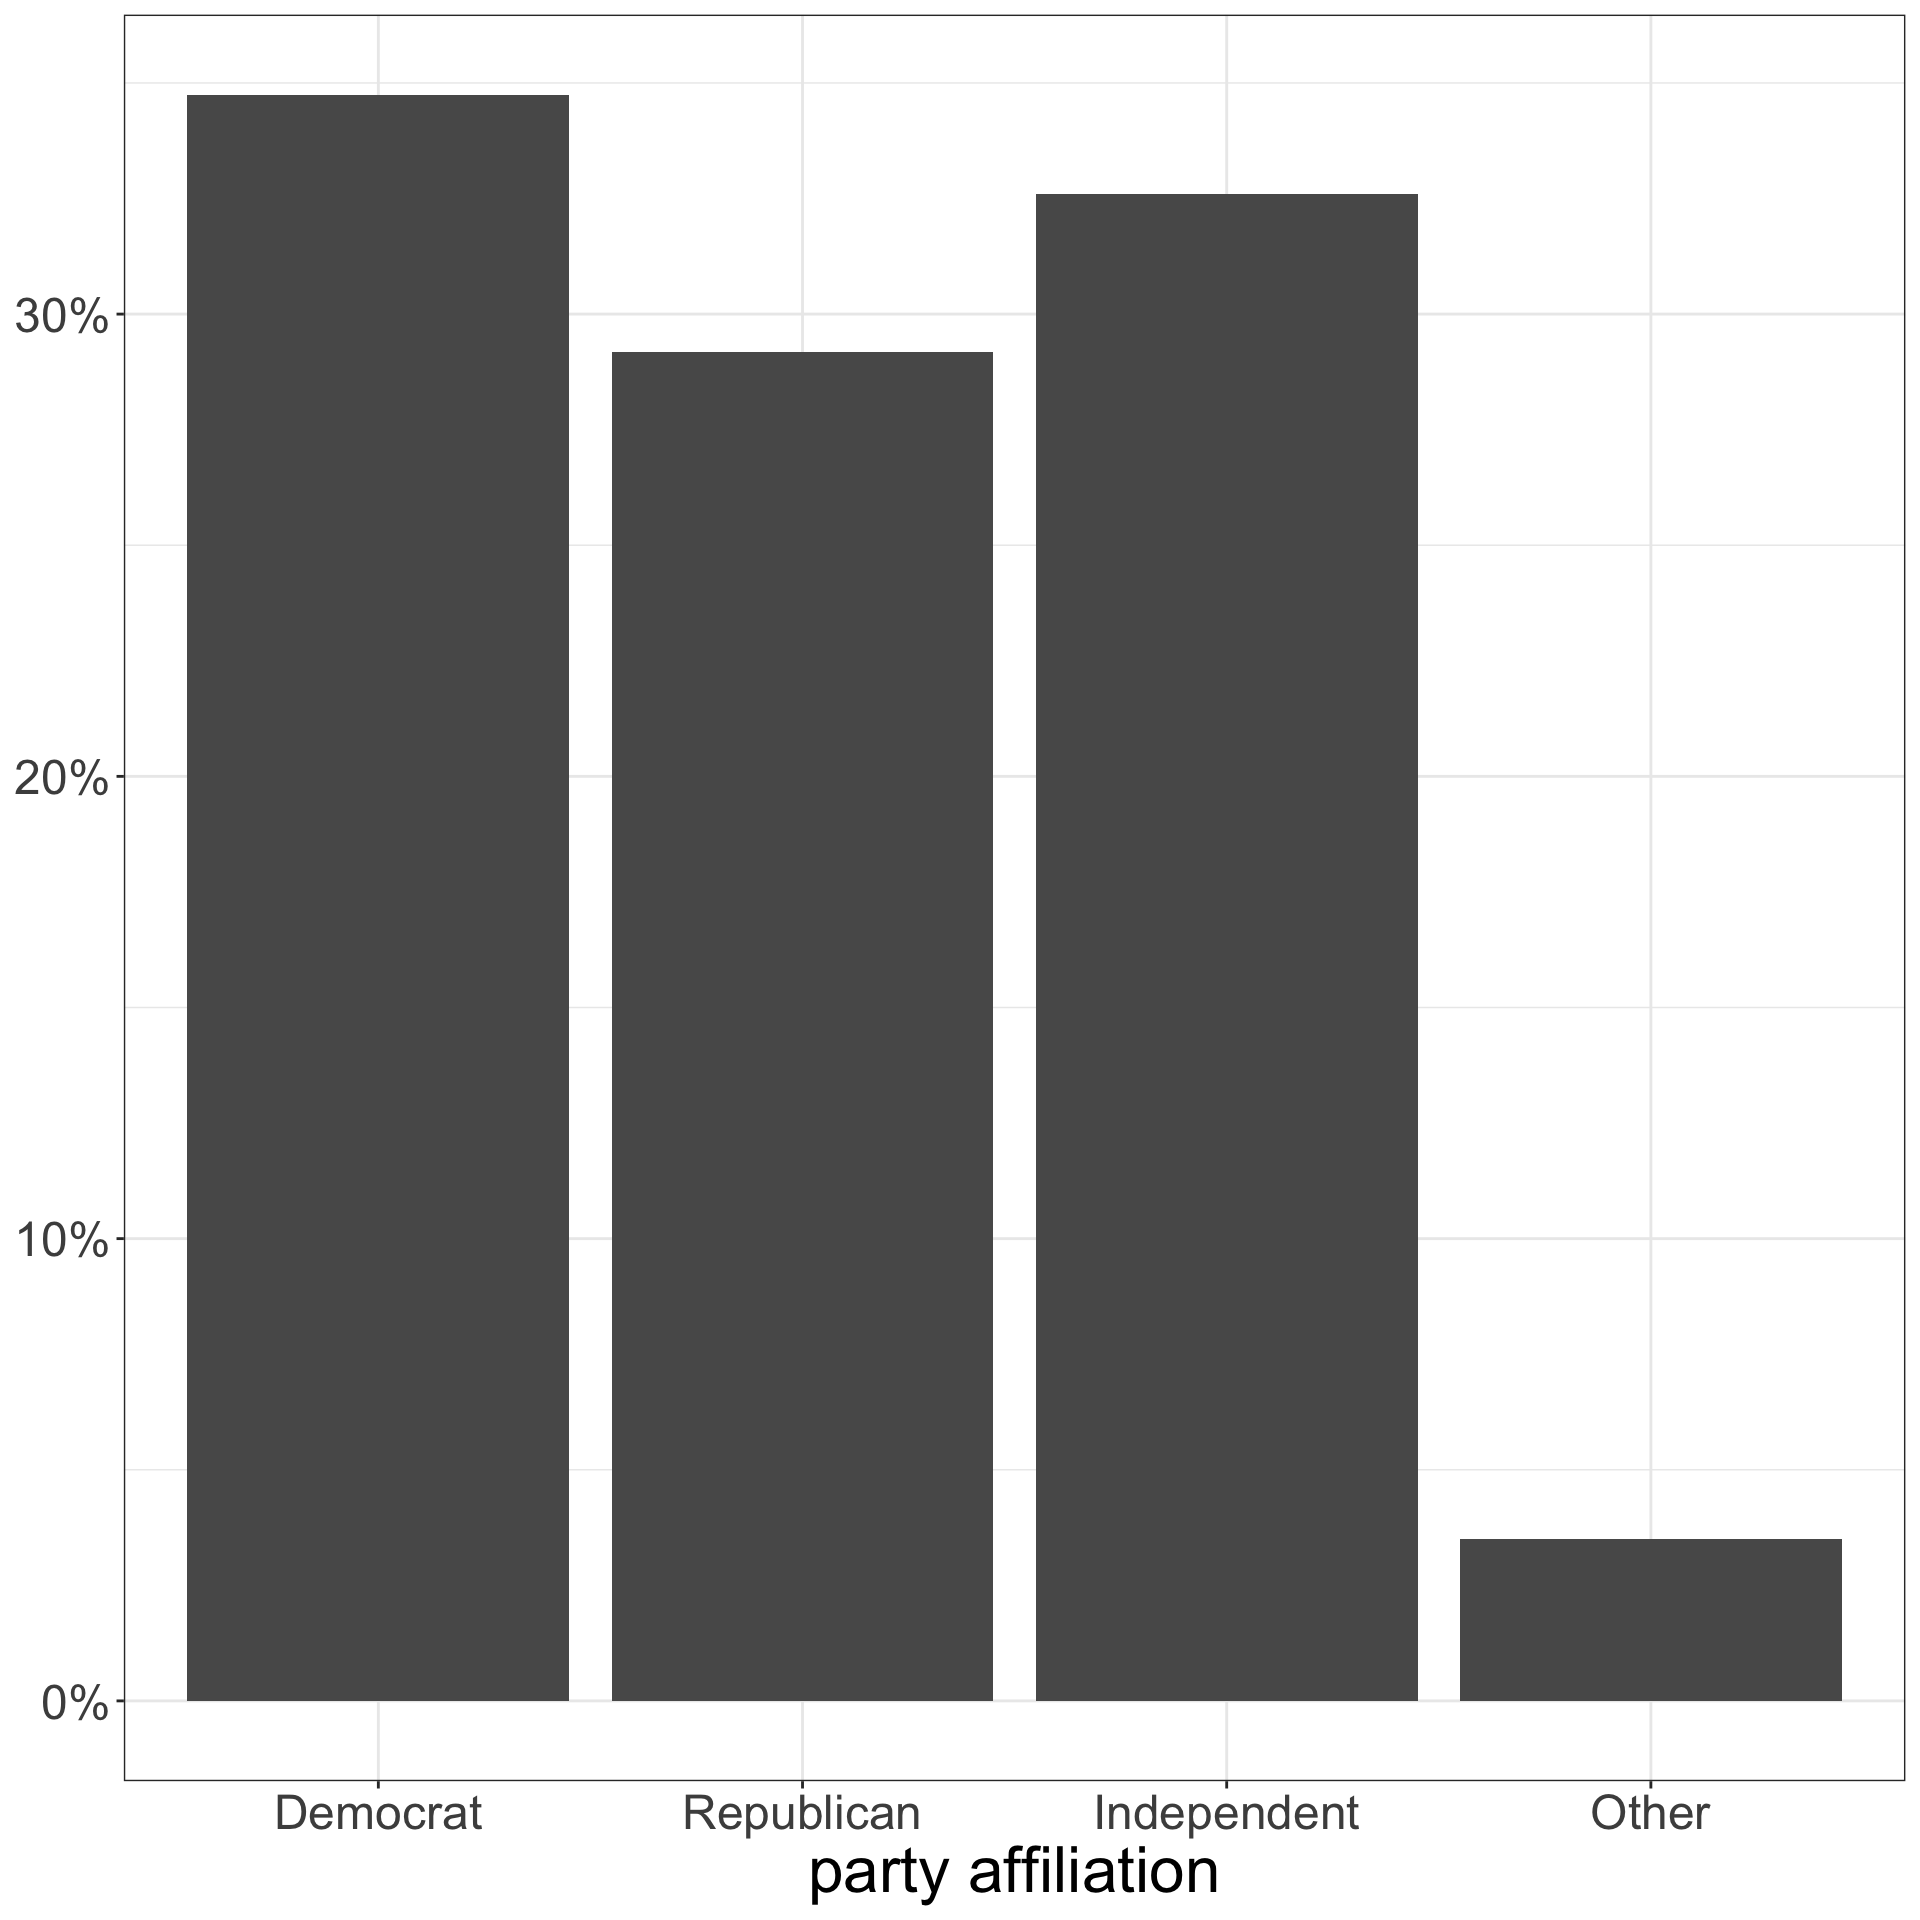 30%
20%
10%
0%
Democrat Republican Independent Other
party affiliation